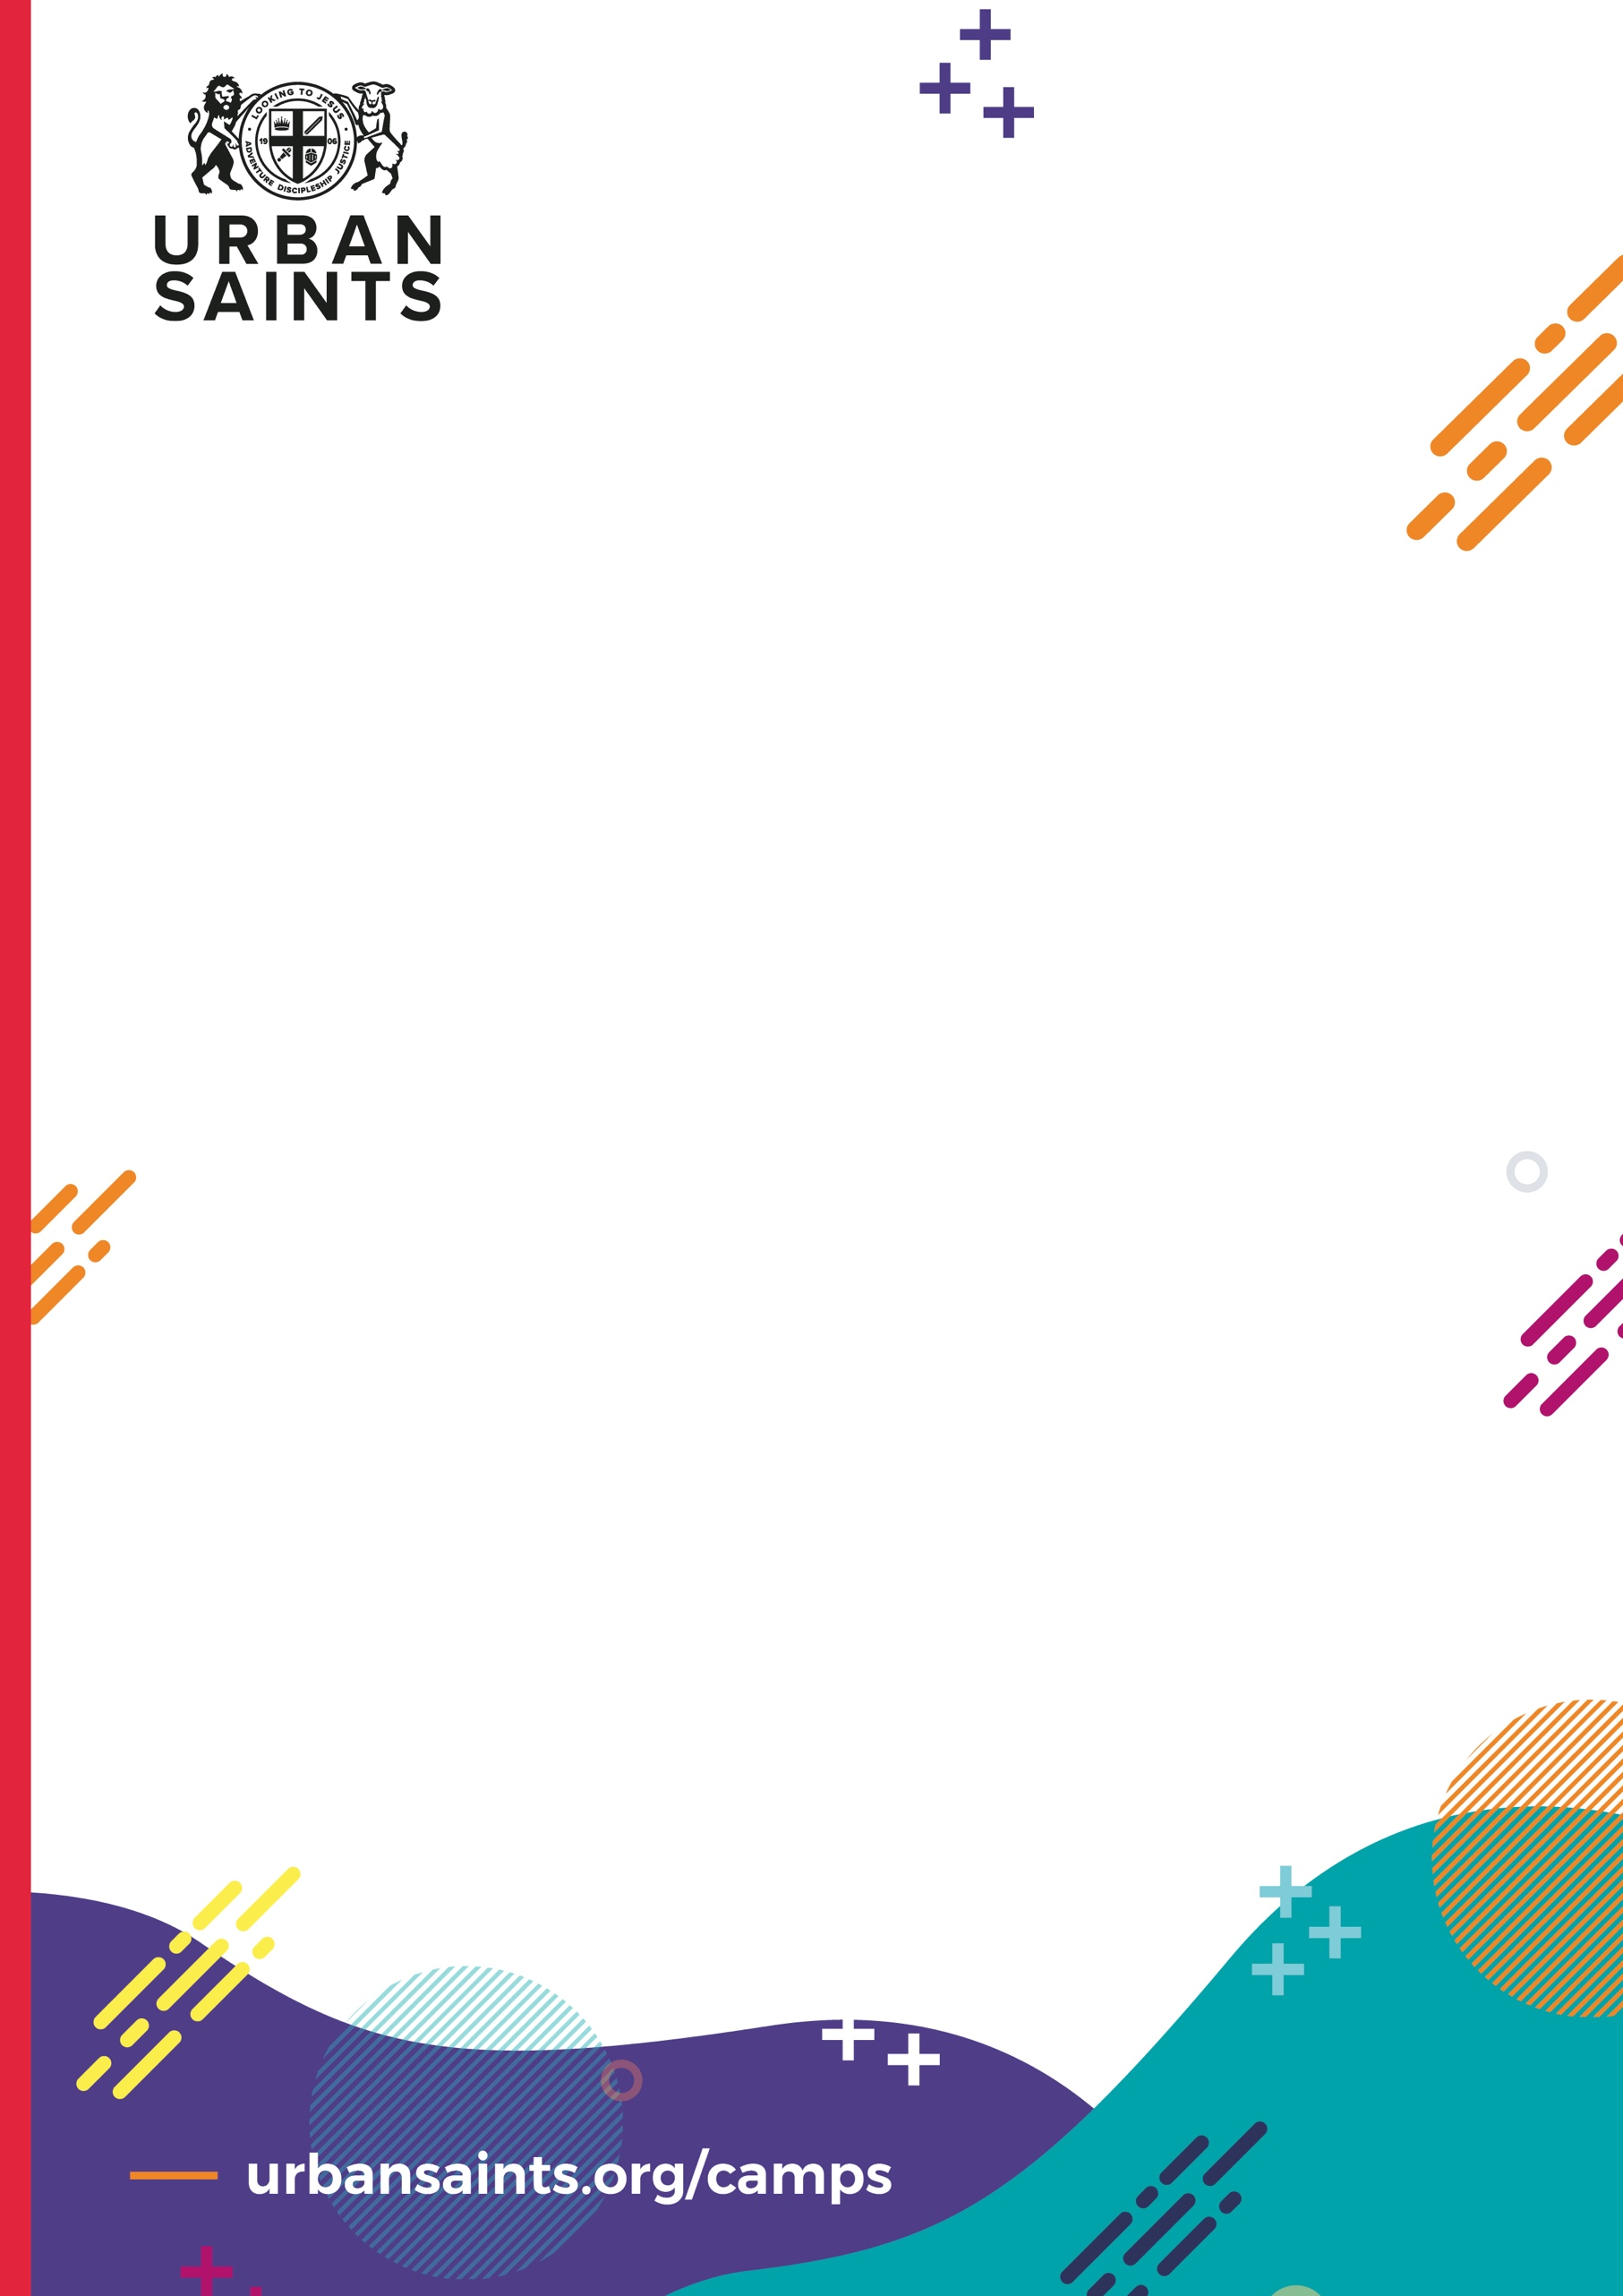 LOOKING TO JESUS
19 06
ADVENTURE DISCIPLESHIP JUSTICE
URBAN
SAINTS
urbansaints.org/camps